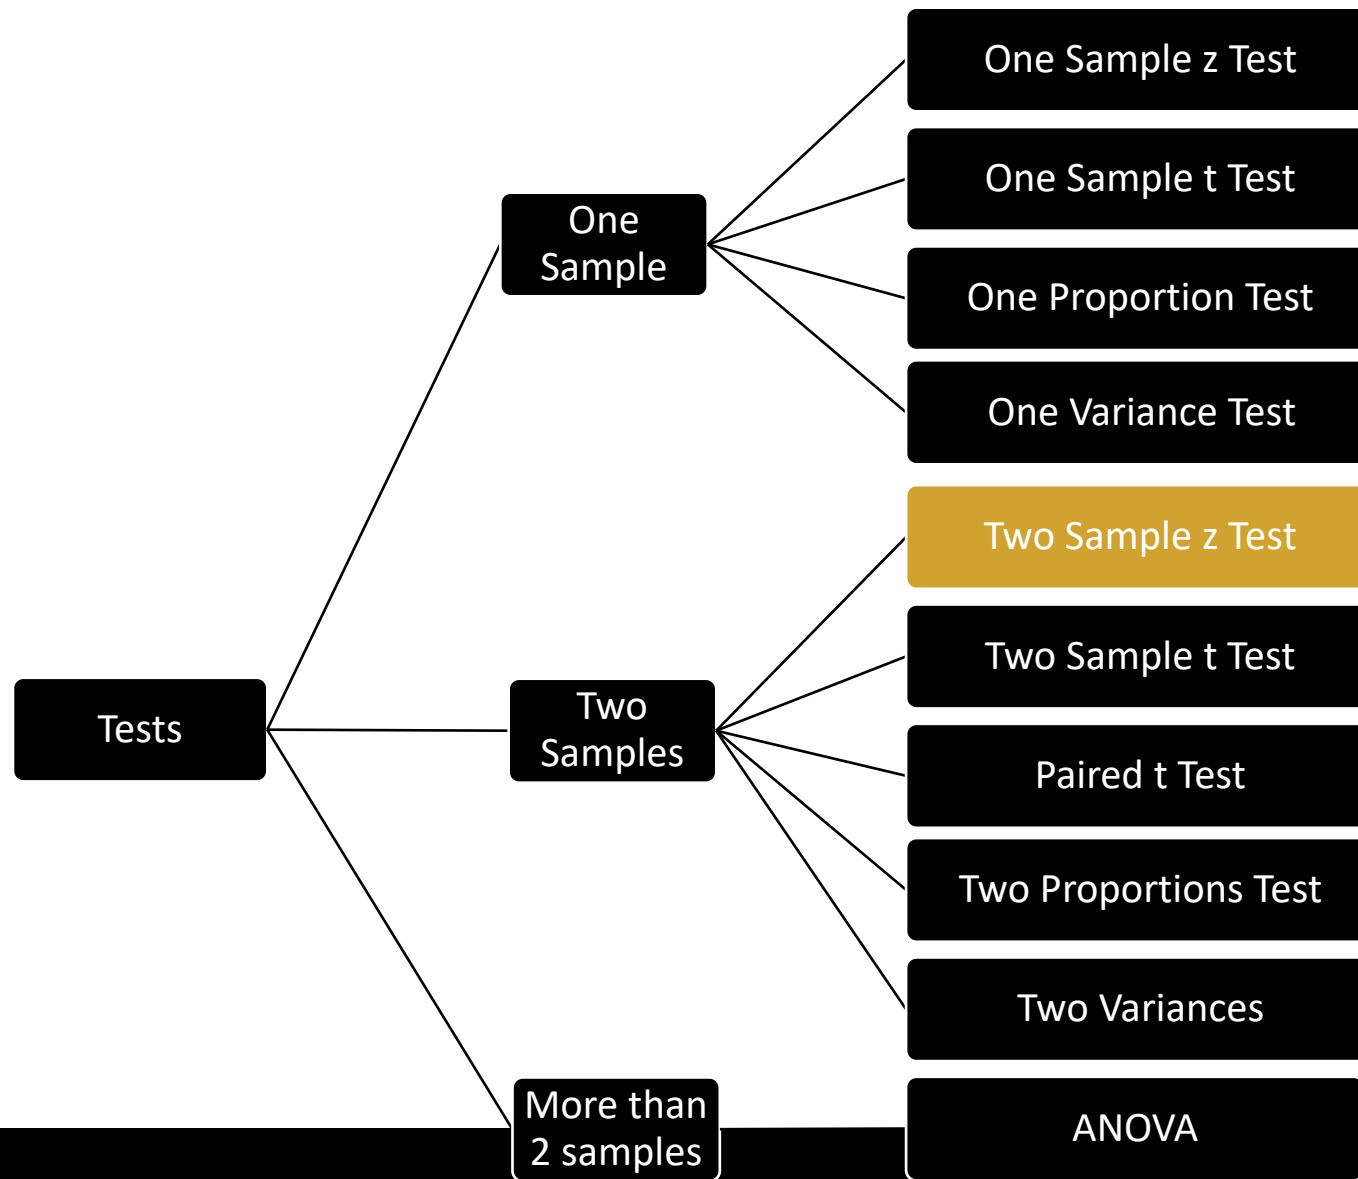 Tests
One
Sample
One Sample z Test
One Sample t Test
One Proportion Test
One Variance Test
Two
Samples
Two Sample z Test
Two Sample t Test
Paired t Test
Two Proportions Test
Two Variances
More than
2 samples
ANOVA